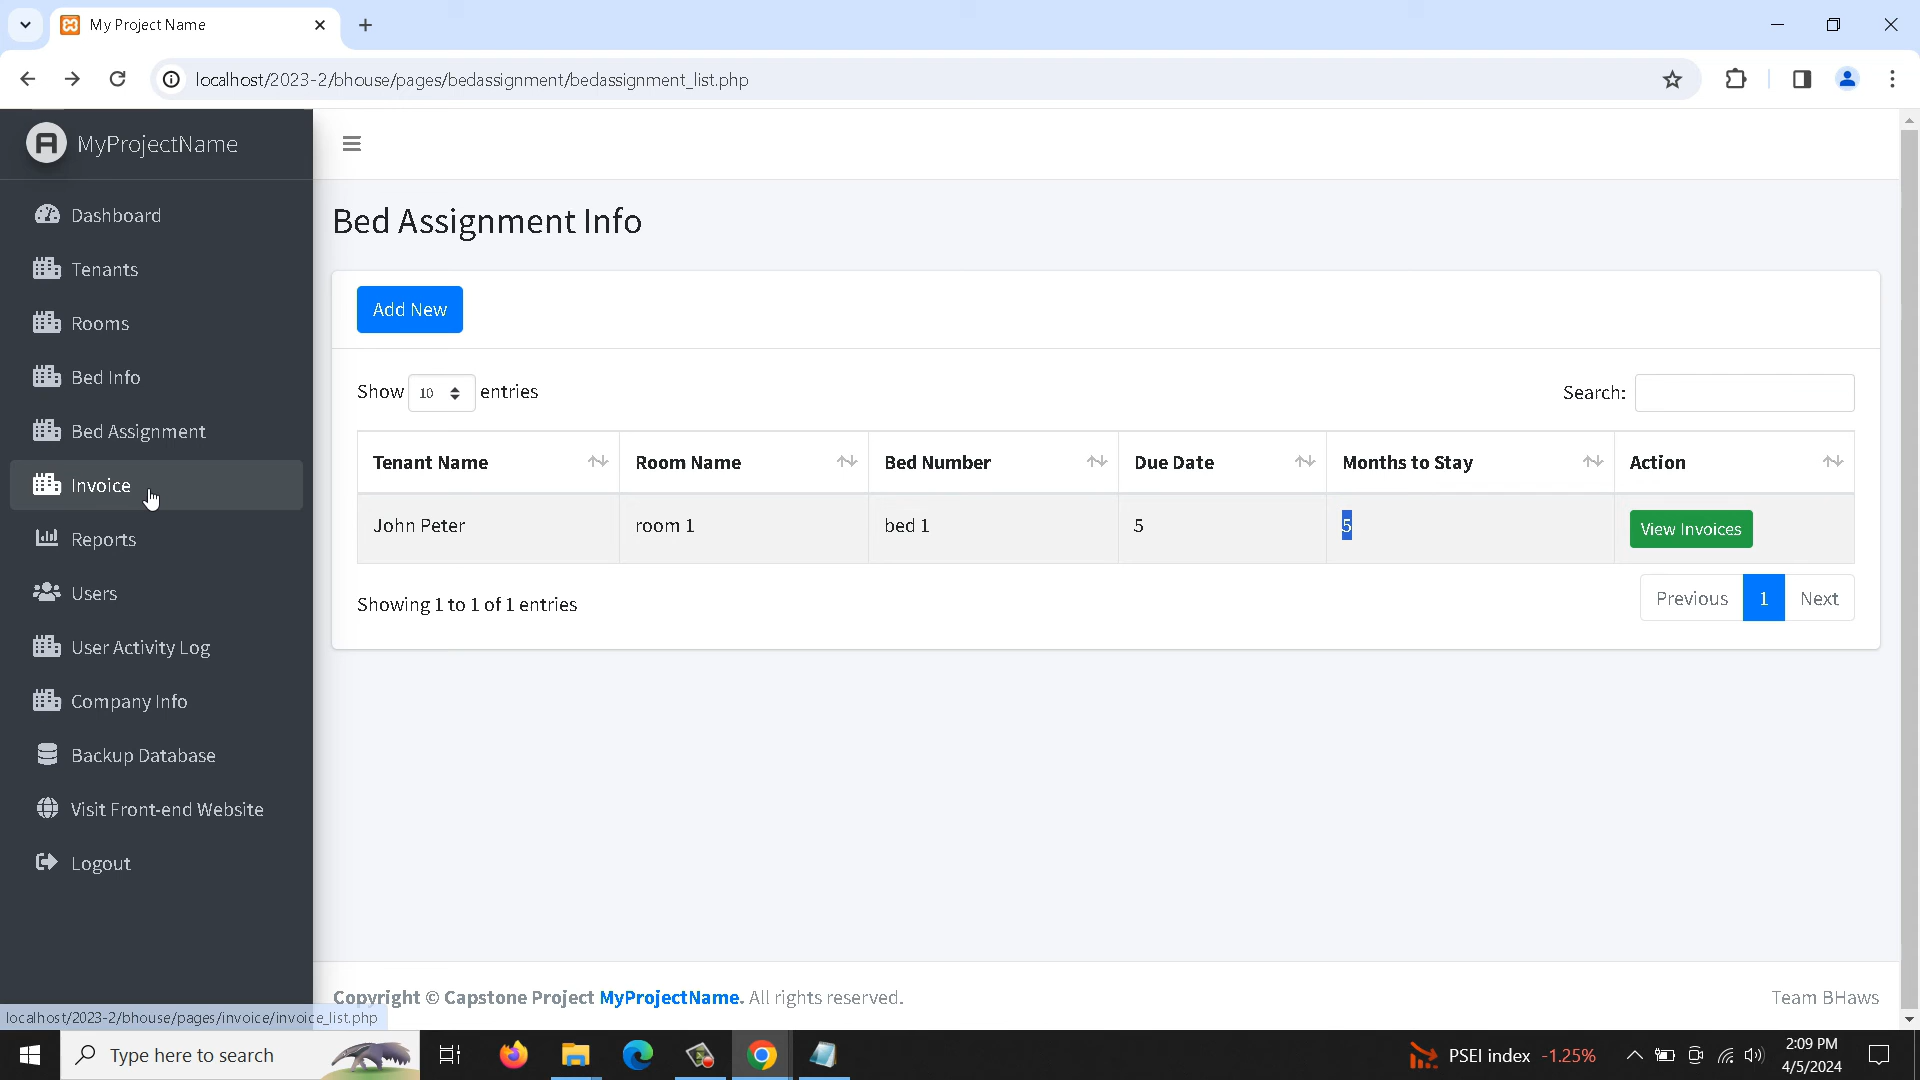 My Project Name
localhost/2023-2/bhouse/pages/bedassignment/bedassignment_list.php
MyProjectName
Dashboard
Tenants
Rooms
Bed Info
Bed Assignment
Invoice
Reports
Users
User Activity Log
Company Info
Backup Database
Visit Front-end Website
Logout
Bed Assignment Info
Add New
Show 10 entries
Search:
Tenant Name Room Name Bed Number Due Date Months to Stay Action
John Peter room 1 bed 1 5 5 View Invoices
Showing 1 to 1 of 1 entries
Previous 1 Next
Copyright © Capstone Project MyProjectName. All rights reserved.
Team BHaws
localhost/2023-2/bhouse/pages/invoice/invoice_list.php
Type here to search
PSEI index -1.25%
2:09 PM
4/5/2024